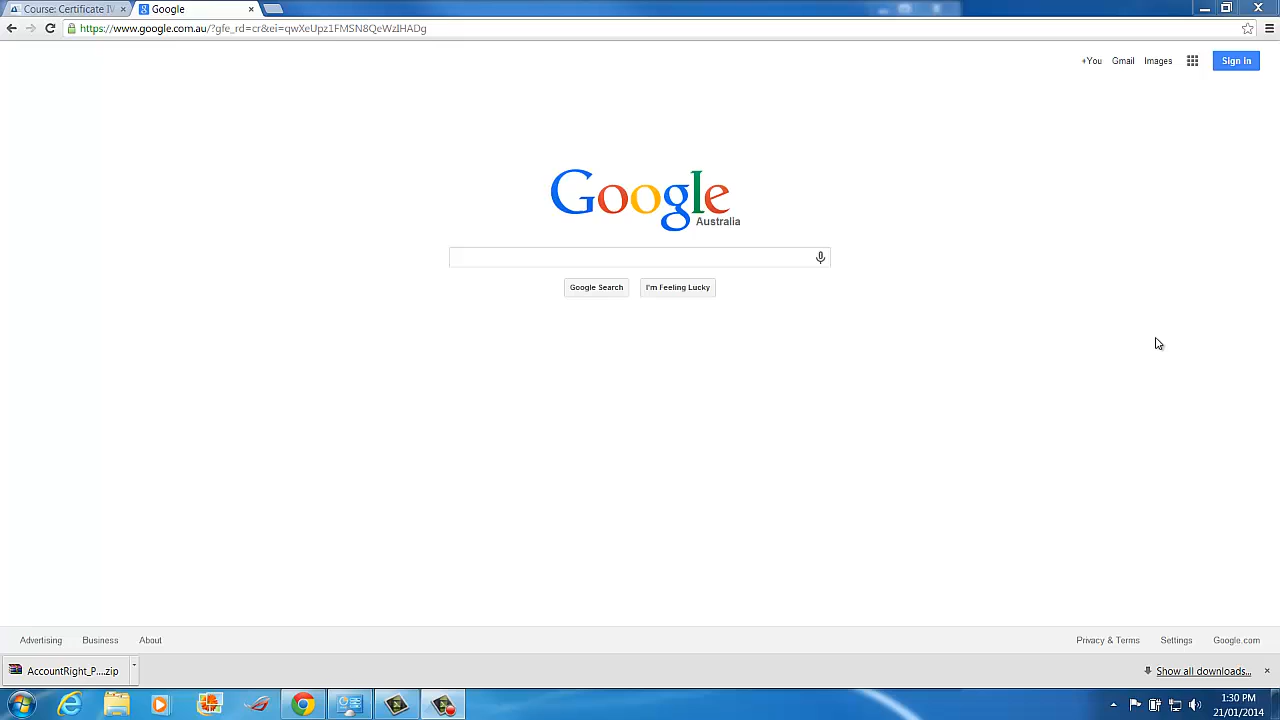 Course: Certificate IV
Google
https://www.google.com.au/?gfe_rd=cr&ei=qwXeUpz1FMSN8QeWzIHADg
+You Gmail Images Sign in
Google
Australia
Google Search I'm Feeling Lucky
Advertising Business About Privacy & Terms Settings Google.com
AccountRight_P....zip Show all downloads...
1:30 PM
21/01/2014